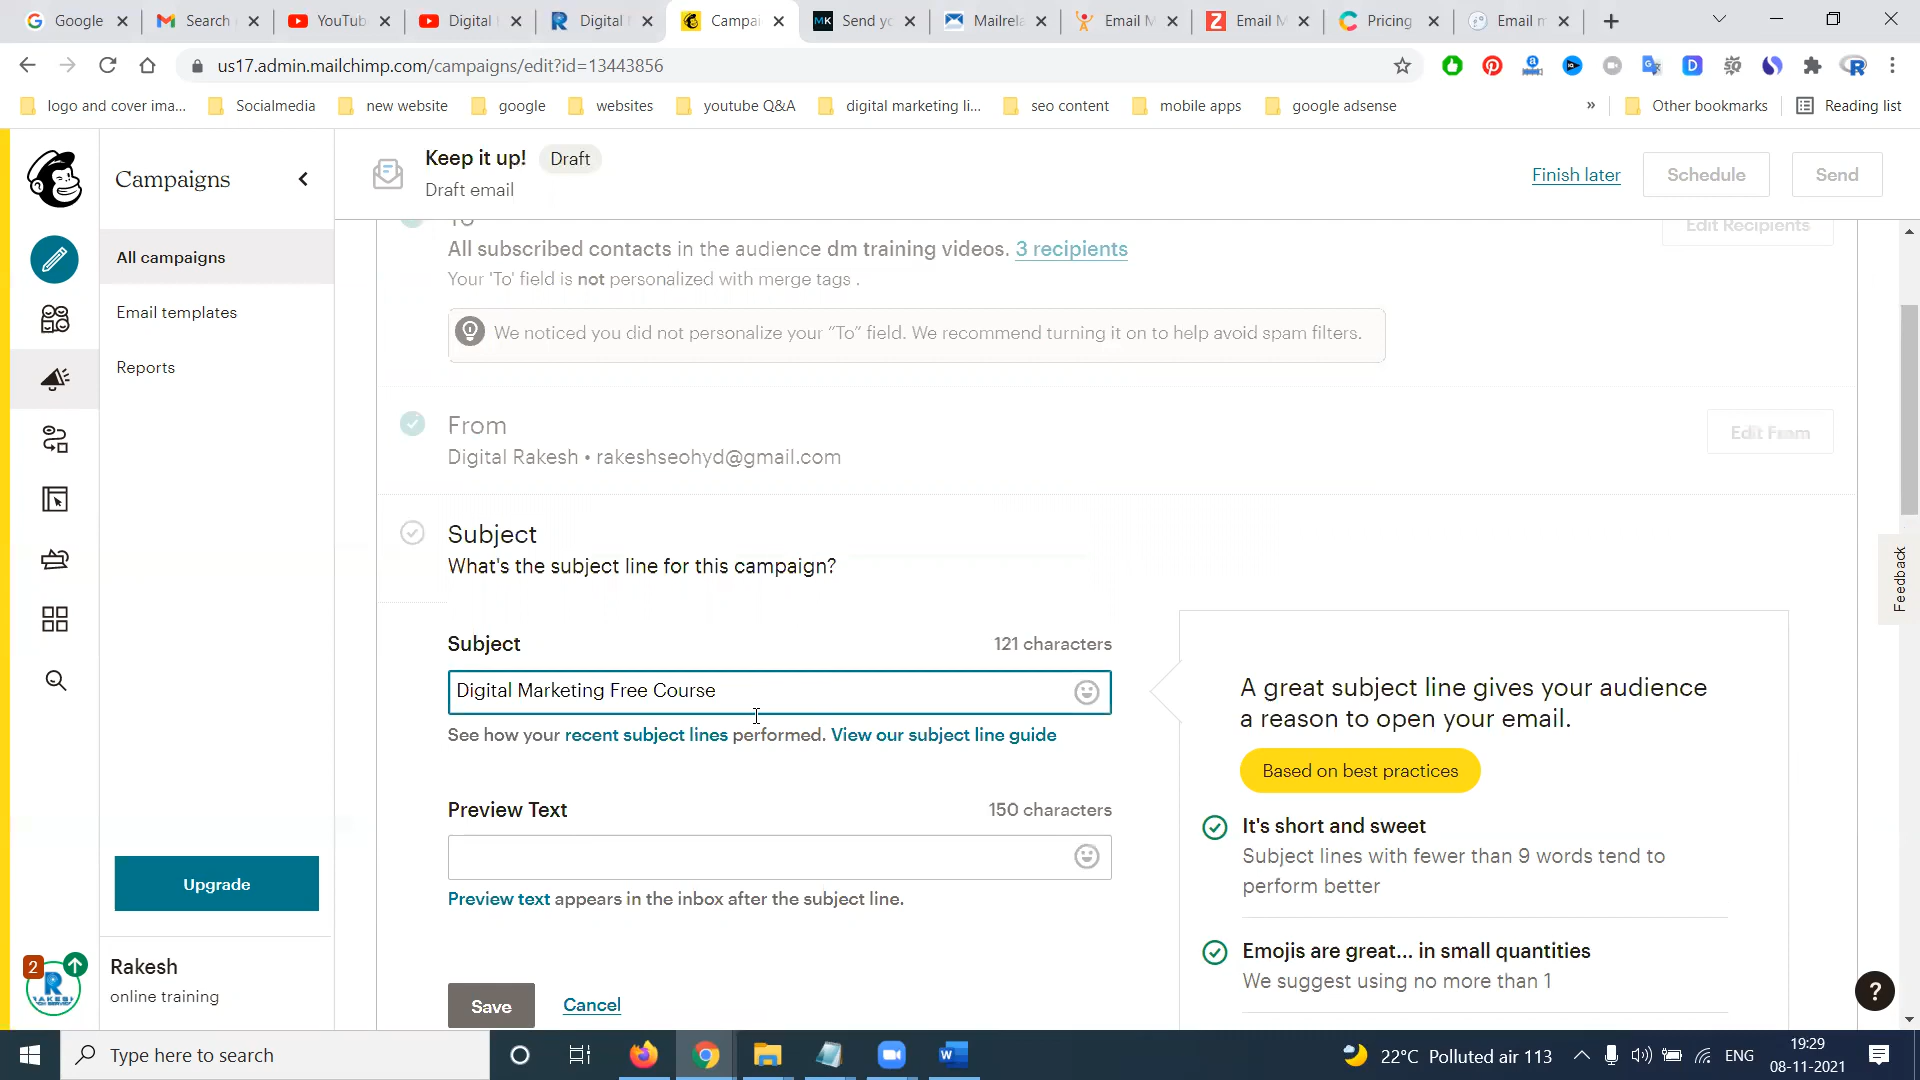 Google
Search
YouTub
Digital
Digital
Campai
Send yo
Mailrela
Email M
Email M
Pricing
Email m
us17.admin.mailchimp.com/campaigns/edit?id=13443856
logo and cover ima...
Socialmedia
new website
google
websites
youtube Q&A
digital marketing li...
seo content
mobile apps
google adsense
»
Other bookmarks
Reading list
Campaigns
Keep it up! Draft
Draft email
Finish later
Schedule
Send
All campaigns
Email templates
Reports
To
Edit Recipients
All subscribed contacts in the audience dm training videos. 3 recipients
Your 'To' field is not personalized with merge tags .
We noticed you did not personalize your “To” field. We recommend turning it on to help avoid spam filters.
From
Digital Rakesh • rakeshseohyd@gmail.com
Subject
What's the subject line for this campaign?
Subject
121 characters
Digital Marketing Free Course
See how your recent subject lines performed. View our subject line guide
Preview Text
150 characters
Preview text appears in the inbox after the subject line.
Save
Cancel
A great subject line gives your audience
a reason to open your email.
Based on best practices
It's short and sweet
Subject lines with fewer than 9 words tend to
perform better
Emojis are great... in small quantities
We suggest using no more than 1
Feedback
?
Upgrade
2
Rakesh
online training
Type here to search
22°C Polluted air 113
ENG
19:29
08-11-2021